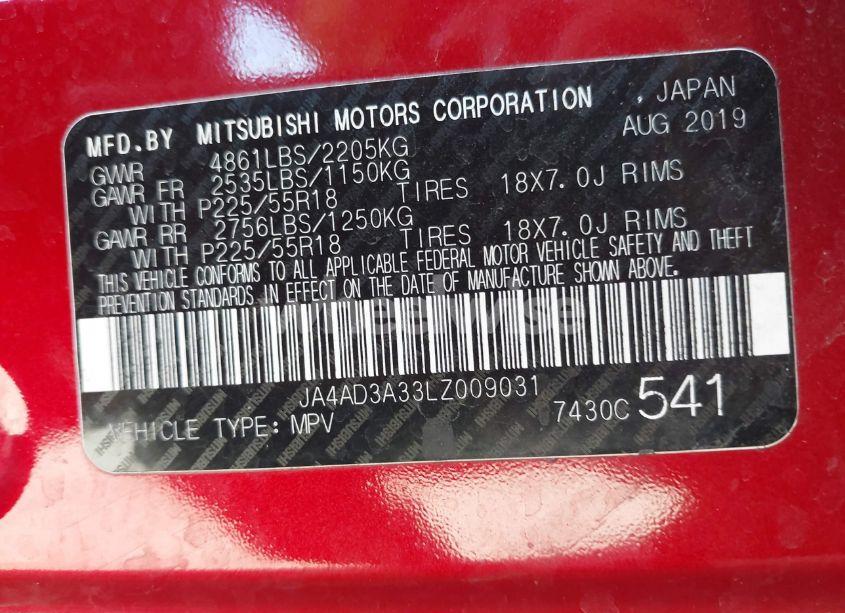 MFD.BY MITSUBISHI MOTORS CORPORATION , JAPAN
GVWR 4861LBS/2205KG AUG 2019
GAWR FR 2535LBS/1150KG
WITH P225/55R18 TIRES 18X7.0J RIMS
GAWR RR 2756LBS/1250KG
WITH P225/55R18 TIRES 18X7.0J RIMS
THIS VEHICLE CONFORMS TO ALL APPLICABLE FEDERAL MOTOR VEHICLE SAFETY AND THEFT
PREVENTION STANDARDS IN EFFECT ON THE DATE OF MANUFACTURE SHOWN ABOVE.
wheelwise
JA4AD3A33LZ009031
VEHICLE TYPE: MPV 7430C 541